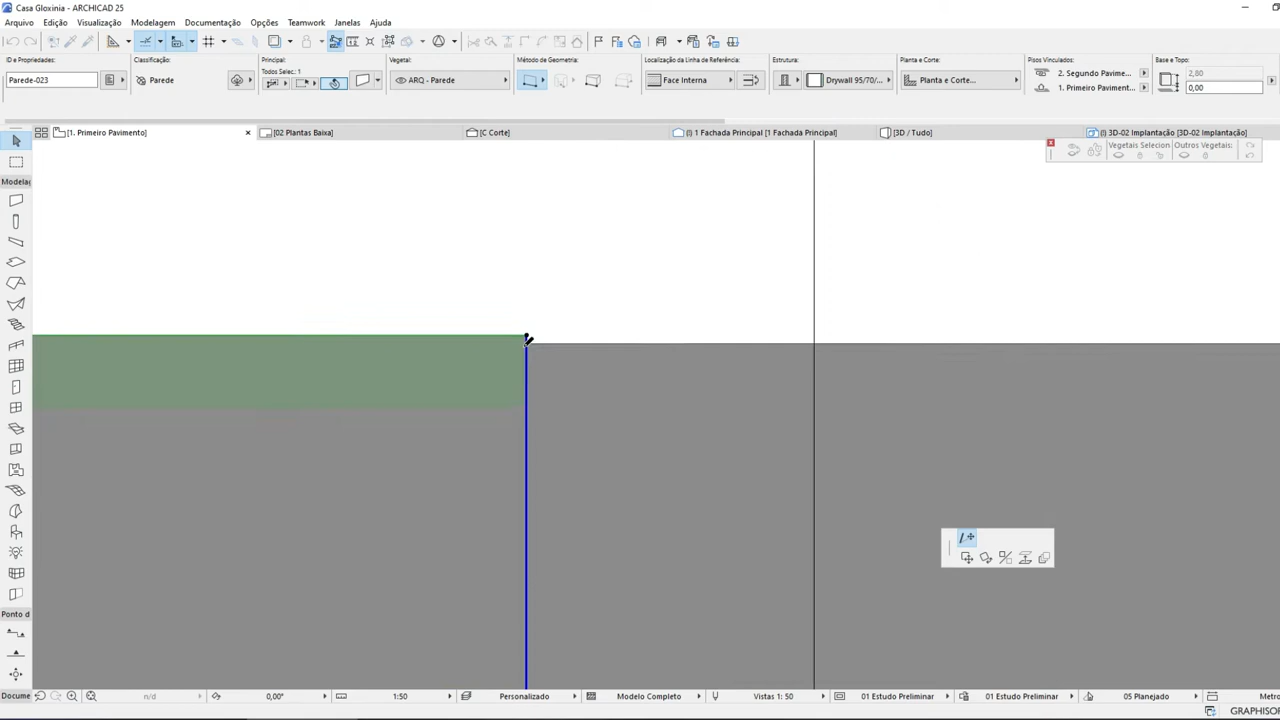 Casa Gloxinia - ARCHICAD 25
Arquivo Edição Visualização Modelagem Documentação Opções Teamwork Janelas Ajuda
ID e Propriedades: Classificação: Principal: Vegetal: Método de Geometria: Localização da Linha de Referência: Estrutura: Planta e Corte: Pisos Vinculados: Base e Topo:
Todos Selec.: 1
Parede-023 Parede ARQ - Parede Face Interna Drywall 95/70/... Planta e Corte... 2. Segundo Pavime... 2,80
1. Primeiro Paviment... 0,00
[1. Primeiro Pavimento] [02 Plantas Baixa] [C Corte] (!) 1 Fachada Principal [1 Fachada Principal] [3D / Tudo] (!) 3D-02 Implantação [3D-02 Implantação]
Vegetais Selecion Outros Vegetais:
Modelaç
Ponto d
Docume n/d 0,00° 1:50 Personalizado Modelo Completo Vistas 1: 50 01 Estudo Preliminar 01 Estudo Preliminar 05 Planejado Metro
GRAPHISOF